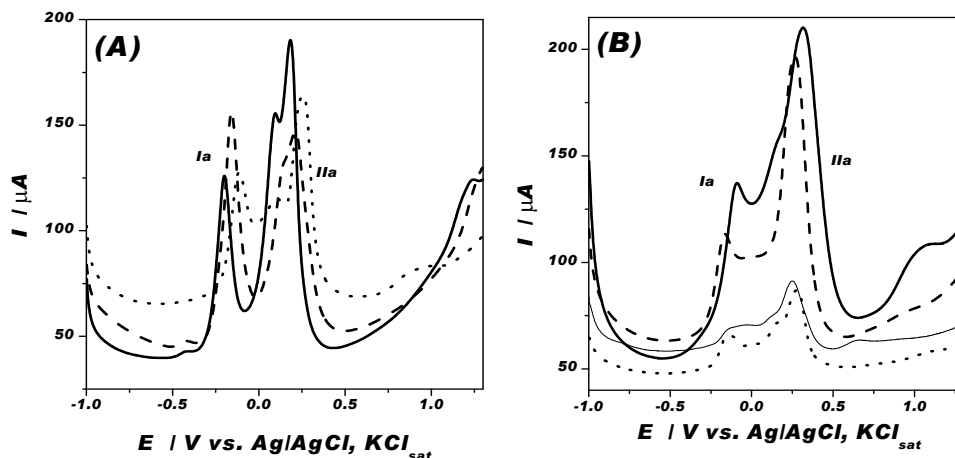 (A)
200
150
100
50
I / μA
Ia
IIa
-1.0 -0.5 0.0 0.5 1.0
E / V vs. Ag/AgCl, KCl sat
(B)
200
150
100
50
I / μA
Ia
IIa
-1.0 -0.5 0.0 0.5 1.0
E / V vs. Ag/AgCl, KCl sat